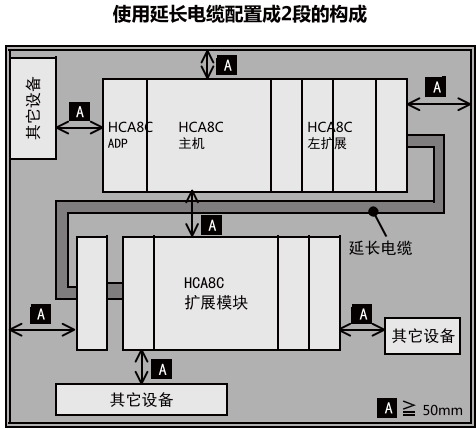 使用延长电缆配置成2段的构成
A
A
其它设备
A
HCA8C
ADP
HCA8C
主机
HCA8C
左扩展
A
延长电缆
HCA8C
扩展模块
A
A
其它设备
A
其它设备
A ≧ 50mm